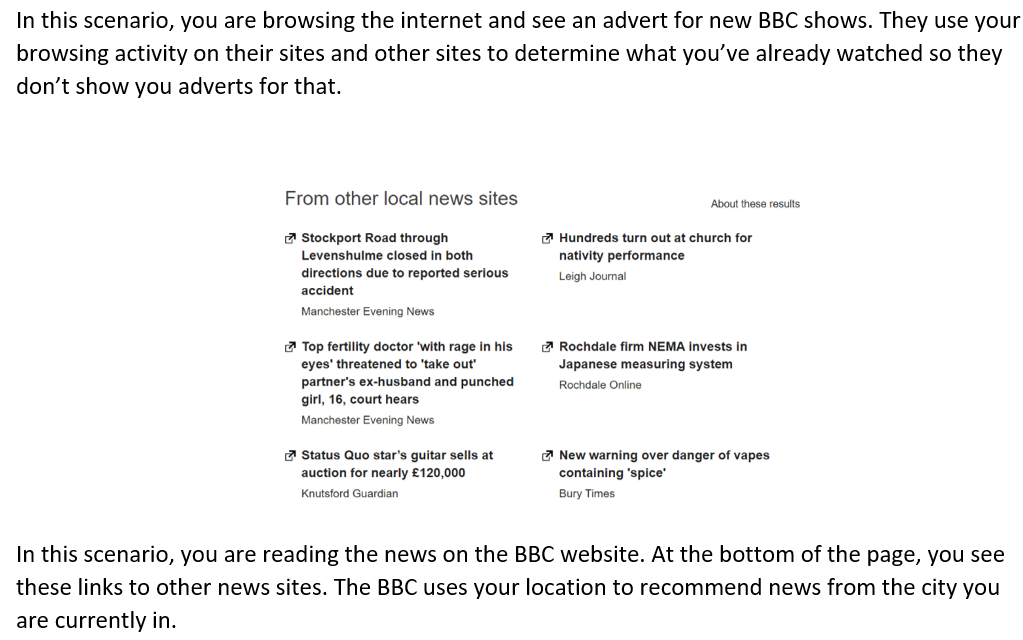 In this scenario, you are browsing the internet and see an advert for new BBC shows. They use your
browsing activity on their sites and other sites to determine what you’ve already watched so they
don’t show you adverts for that.
From other local news sites
About these results
Stockport Road through
Levenshulme closed in both
directions due to reported serious
accident
Manchester Evening News
Hundreds turn out at church for
nativity performance
Leigh Journal
Top fertility doctor 'with rage in his
eyes' threatened to 'take out'
partner's ex-husband and punched
girl, 16, court hears
Manchester Evening News
Rochdale firm NEMA invests in
Japanese measuring system
Rochdale Online
Status Quo star’s guitar sells at
auction for nearly £120,000
Knutsford Guardian
New warning over danger of vapes
containing 'spice'
Bury Times
In this scenario, you are reading the news on the BBC website. At the bottom of the page, you see
these links to other news sites. The BBC uses your location to recommend news from the city you
are currently in.